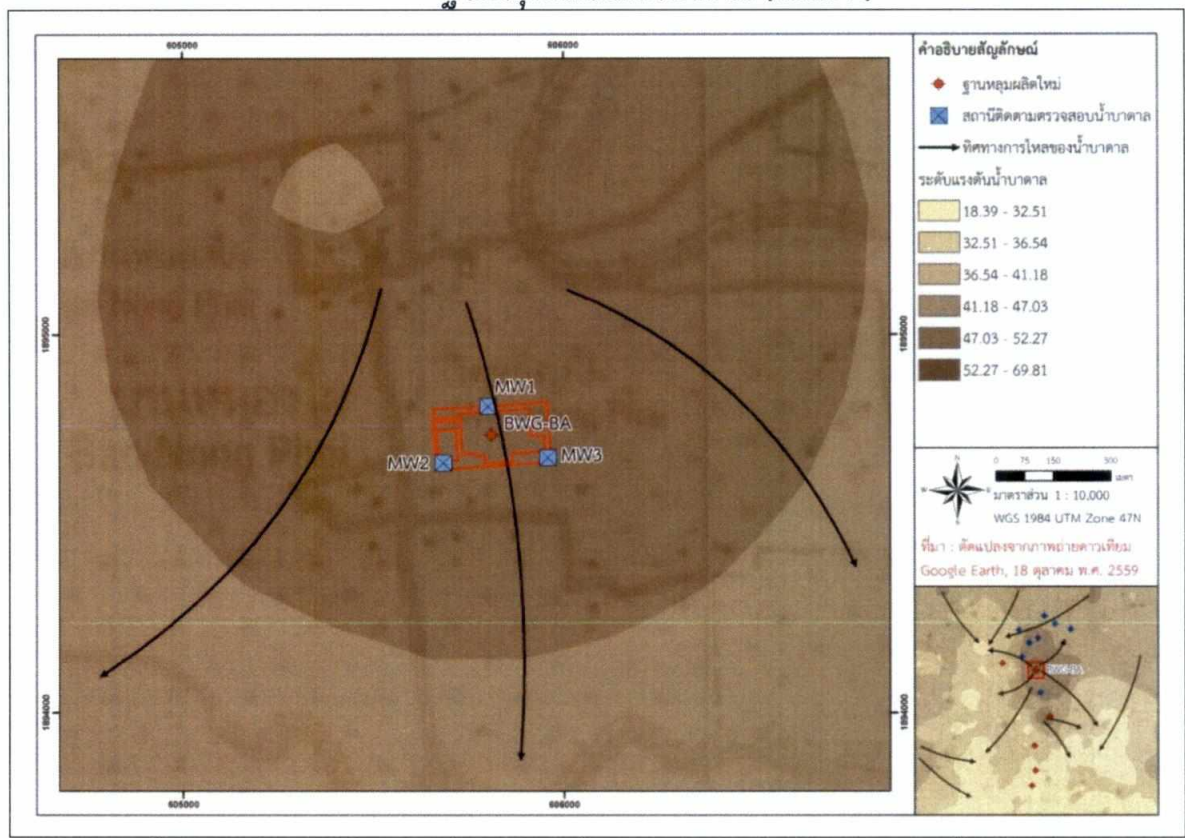 605000 606000
1895000
1895000
MW1
BWG-BA
MW2
MW3
1894000
1894000
605000 606000
คำอธิบายสัญลักษณ์
ฐานหลุมผลิตใหม่
สถานีติดตามตรวจสอบน้ำบาดาล
ทิศทางการไหลของน้ำบาดาล
ระดับแรงดันน้ำบาดาล
18.39 - 32.51
32.51 - 36.54
36.54 - 41.18
41.18 - 47.03
47.03 - 52.27
52.27 - 69.81
N
0 75 150 300
เมตร
มาตราส่วน 1 : 10,000
WGS 1984 UTM Zone 47N
ที่มา : ดัดแปลงจากภาพถ่ายดาวเทียม
Google Earth, 18 ตุลาคม พ.ศ. 2559
BWG-BA